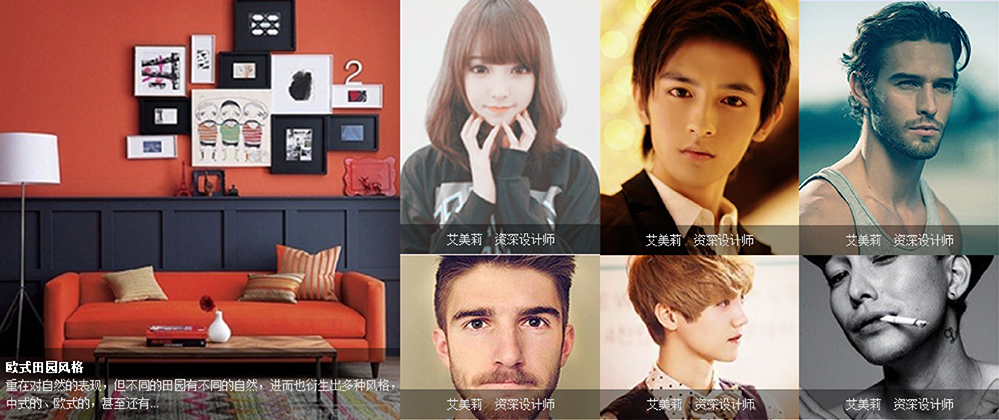 欧式田园风格
重在对自然的表现，但不同的田园有不同的自然，进而也衍生出多种风格，
中式的、欧式的，甚至还有...
艾美莉 资深设计师
艾美莉 资深设计师
艾美莉 资深设计师
艾美莉 资深设计师
艾美莉 资深设计师
艾美莉 资深设计师
2